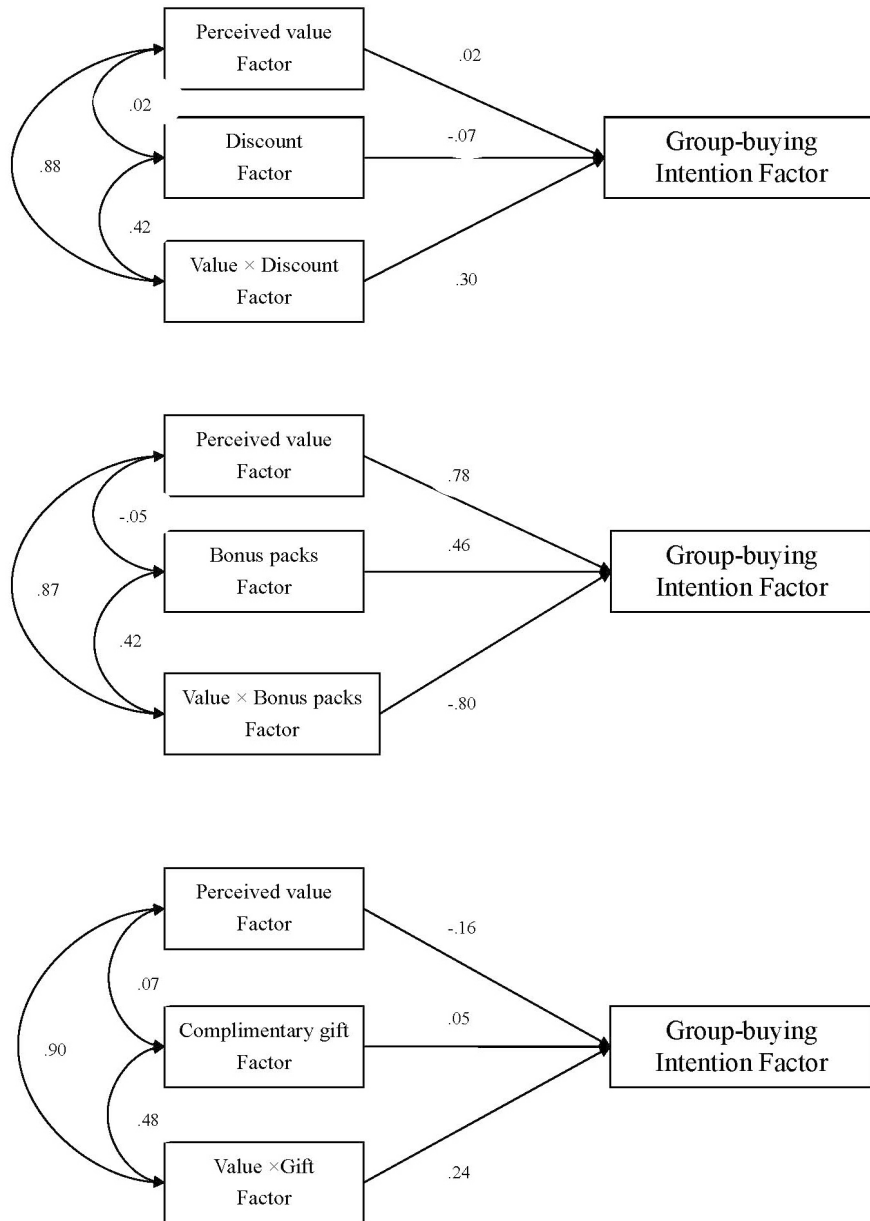 Perceived value
Factor
.02
.02
Discount
Factor
-.07
Group-buying
Intention Factor
.88
.42
Value × Discount
Factor
.30
Perceived value
Factor
.78
-.05
Bonus packs
Factor
.46
Group-buying
Intention Factor
.87
.42
Value × Bonus packs
Factor
-.80
Perceived value
Factor
-.16
.07
Complimentary gift
Factor
.05
Group-buying
Intention Factor
.90
.48
Value ×Gift
Factor
.24